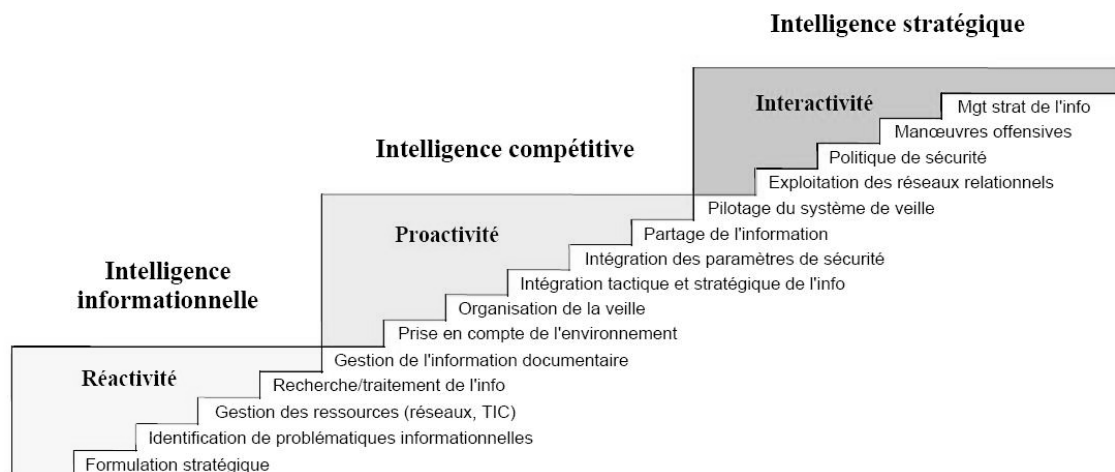 Intelligence stratégique
Interactivité
Mgt strat de l'info
Manœuvres offensives
Politique de sécurité
Exploitation des réseaux relationnels
Intelligence compétitive
Proactivité
Pilotage du système de veille
Partage de l'information
Intégration des paramètres de sécurité
Intégration tactique et stratégique de l'info
Organisation de la veille
Prise en compte de l'environnement
Intelligence
informationnelle
Réactivité
Gestion de l'information documentaire
Recherche/traitement de l'info
Gestion des ressources (réseaux, TIC)
Identification de problématiques informationnelles
Formulation stratégique